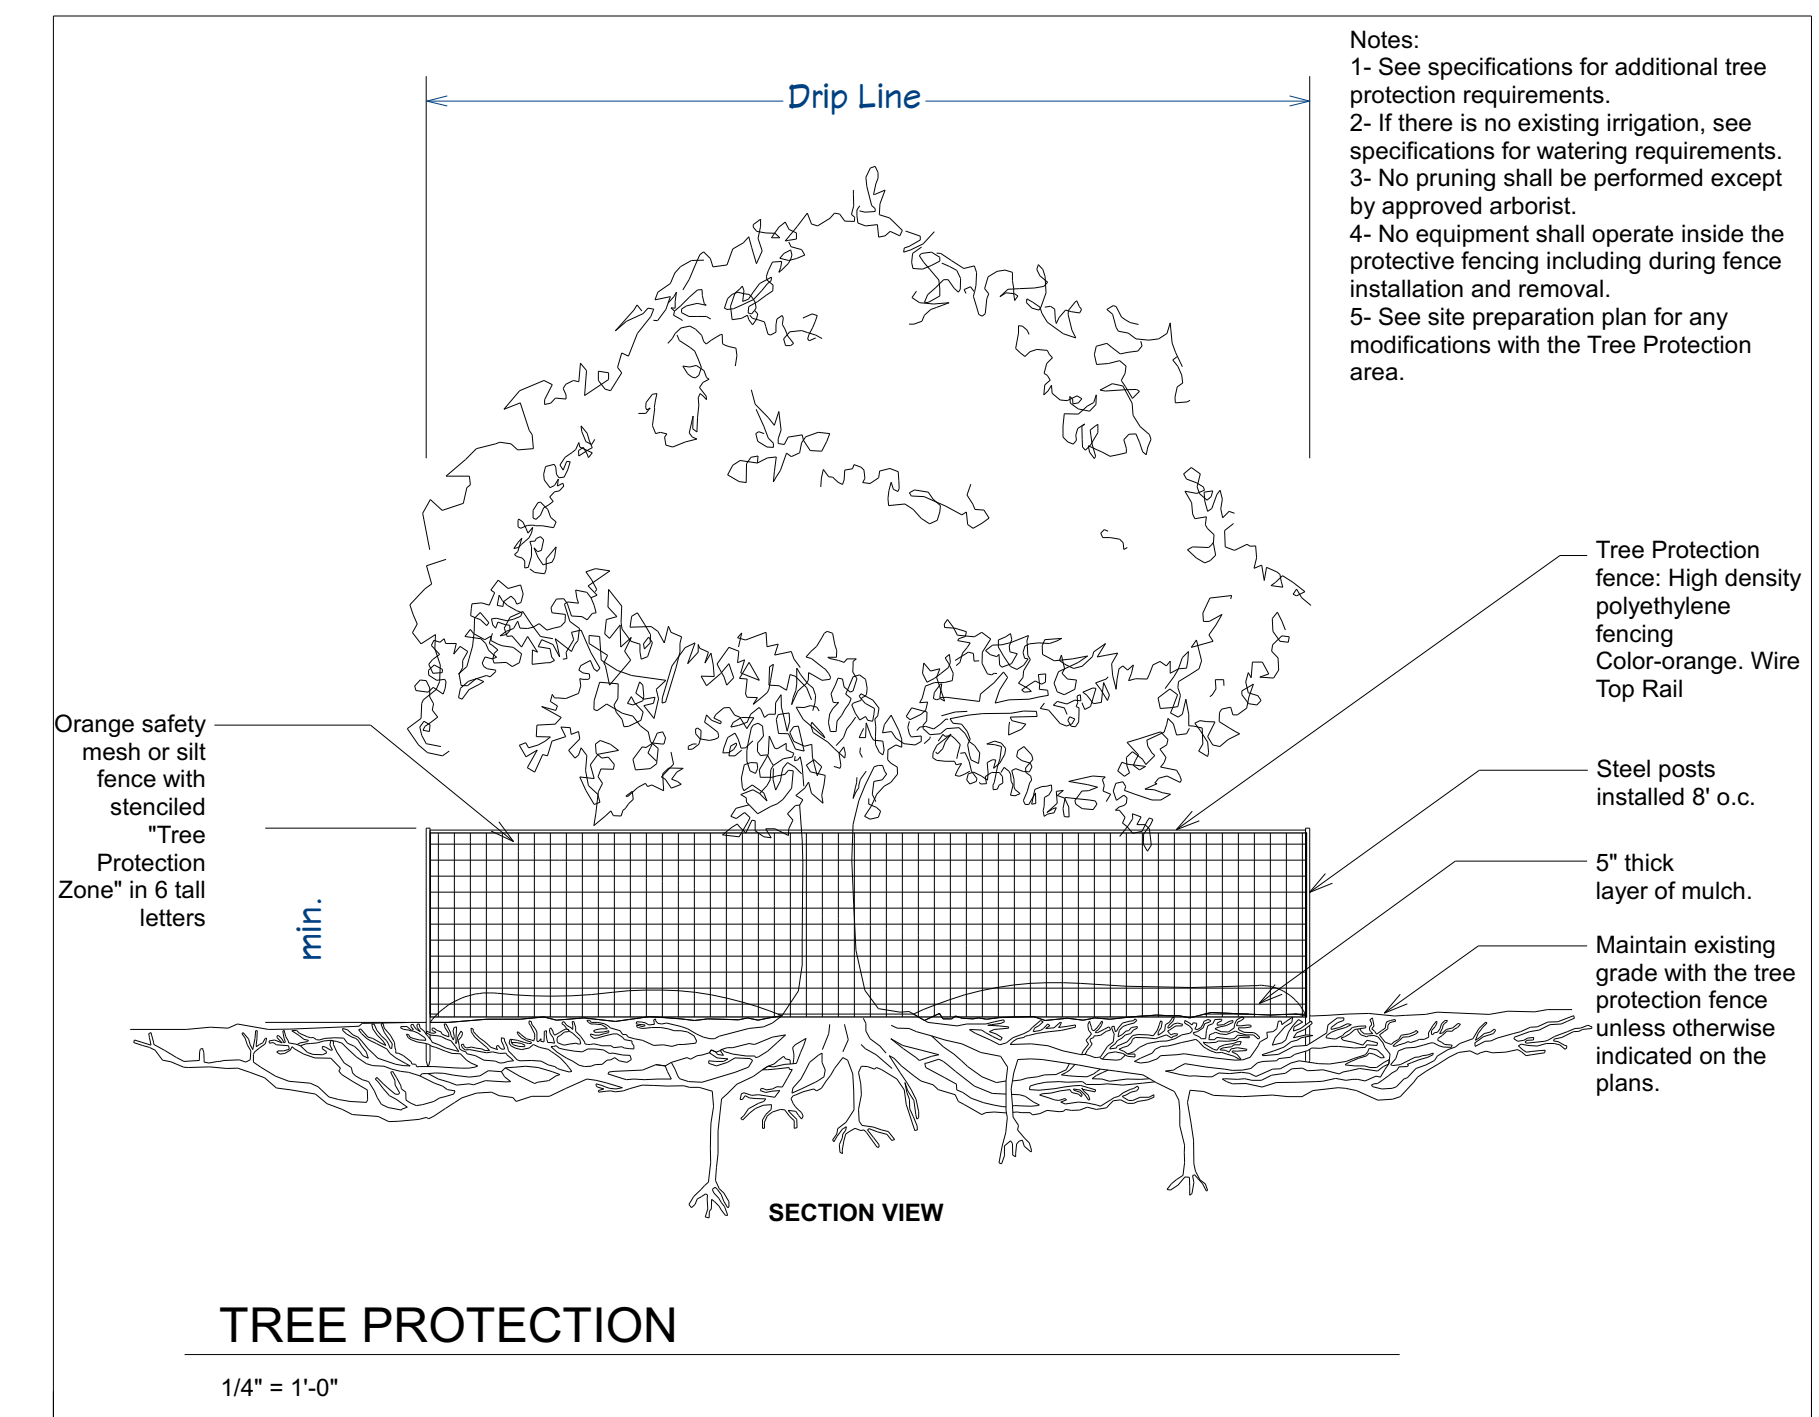 Notes:
1- See specifications for additional tree
protection requirements.
2- If there is no existing irrigation, see
specifications for watering requirements.
3- No pruning shall be performed except
by approved arborist.
4- No equipment shall operate inside the
protective fencing including during fence
installation and removal.
5- See site preparation plan for any
modifications with the Tree Protection
area.
Drip Line
Tree Protection
fence: High density
polyethylene
fencing
Color-orange. Wire
Top Rail
Orange safety
mesh or silt
fence with
stenciled
"Tree
Protection
Zone" in 6 tall
letters
min.
Steel posts
installed 8' o.c.
5" thick
layer of mulch.
Maintain existing
grade with the tree
protection fence
unless otherwise
indicated on the
plans.
SECTION VIEW
TREE PROTECTION
1/4" = 1'-0"